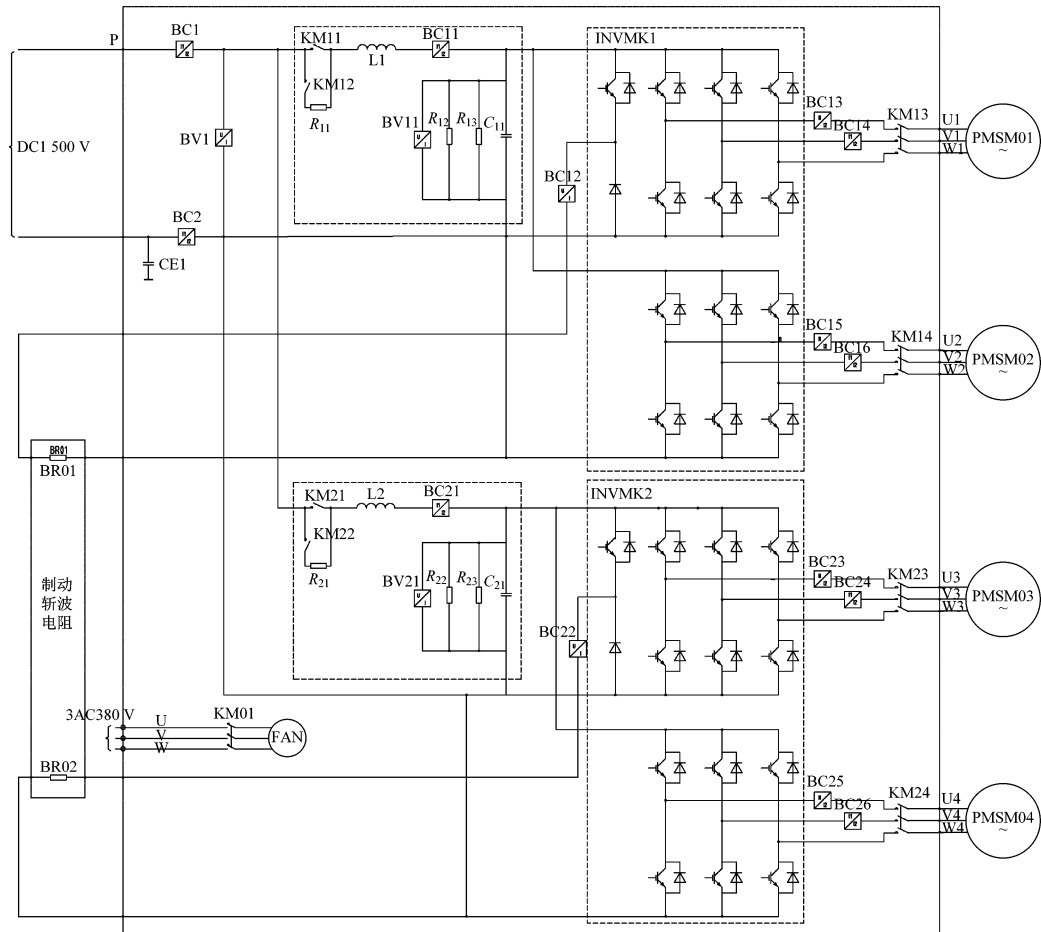 P
BC1
KM11
L1
BC11
INVMK1
KM12
R11
BV11
R12
R13
C11
BC13
BC14
KM13
U1
V1
W1
PMSM01
~
DC1 500 V
BV1
BC12
BC2
CE1
BC15
BC16
KM14
U2
V2
W2
PMSM02
~
BR01
BR01
KM21
L2
BC21
INVMK2
KM22
R21
BV21
R22
R23
C21
BC23
BC24
KM23
U3
V3
W3
PMSM03
~
制动
斩波
电阻
BC22
3AC380 V
U
V
W
KM01
FAN
BR02
BC25
BC26
KM24
U4
V4
W4
PMSM04
~